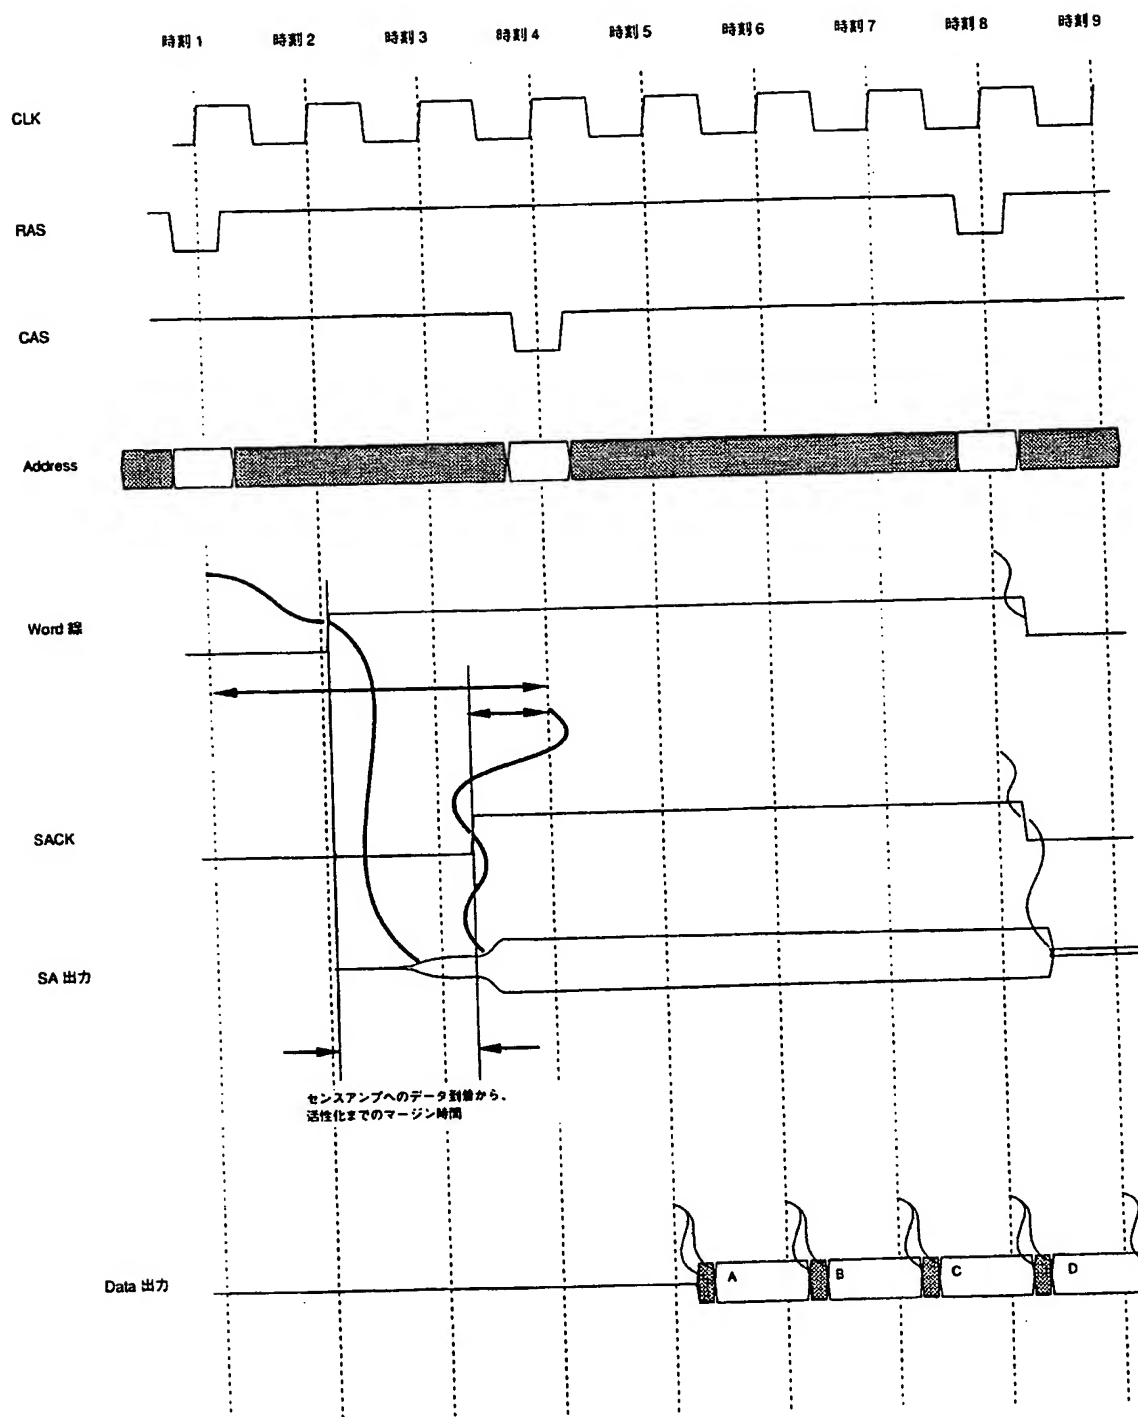 時刻 1 時刻 2 時刻 3 時刻 4 時刻 5 時刻 6 時刻 7 時刻 8 時刻 9
CLK
RAS
CAS
Address
Word 線
SACK
SA 出力
センスアンプへのデータ到着から、
活性化までのマージン時間
Data 出力
A B C D